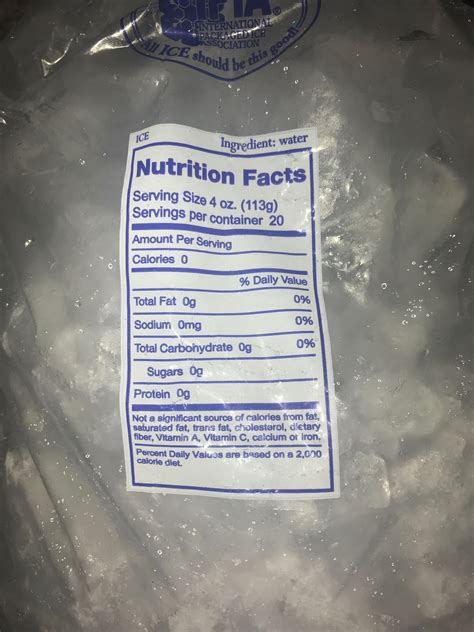 IPIA
INTERNATIONAL
PACKAGED ICE
ASSOCIATION
All ICE should be this good!
ICE Ingredient: water
Nutrition Facts
Serving Size 4 oz. (113g)
Servings per container 20
Amount Per Serving
Calories 0
% Daily Value
Total Fat 0g 0%
Sodium 0mg 0%
Total Carbohydrate 0g 0%
Sugars 0g
Protein 0g
Not a significant source of calories from fat,
saturated fat, trans fat, cholesterol, dietary
fiber, Vitamin A, Vitamin C, calcium or iron.
Percent Daily Values are based on a 2,000
calorie diet.